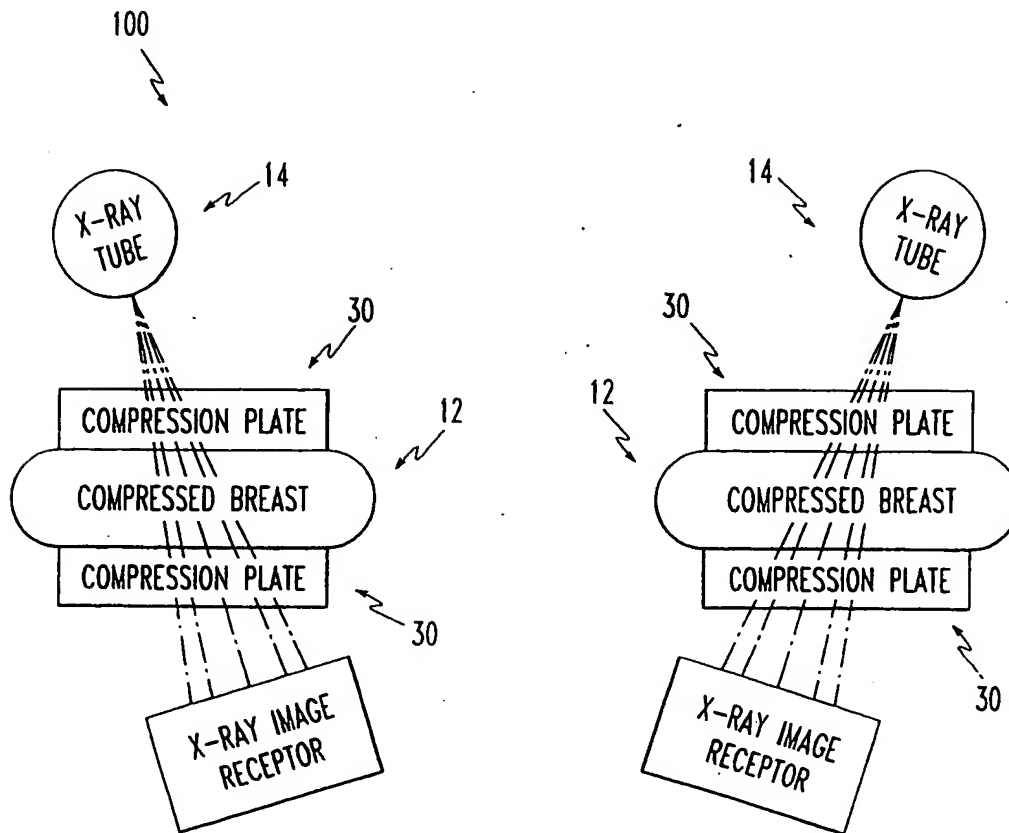 100
14
X-RAY
TUBE
30
COMPRESSION PLATE
12
COMPRESSED BREAST
COMPRESSION PLATE
30
X-RAY IMAGE
RECEPTOR
14
X-RAY
TUBE
30
COMPRESSION PLATE
12
COMPRESSED BREAST
COMPRESSION PLATE
30
X-RAY IMAGE
RECEPTOR